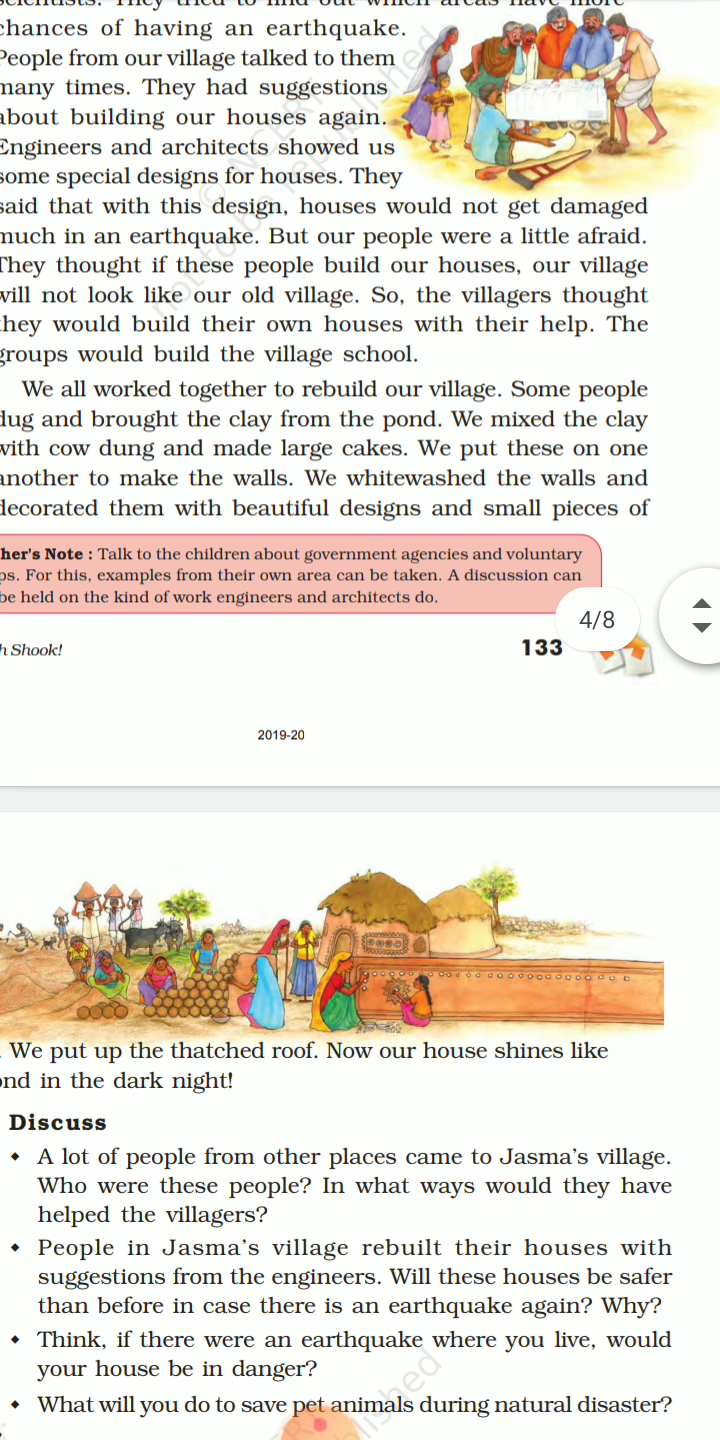 chances of having an earthquake.
People from our village talked to them
many times. They had suggestions
about building our houses again.
Engineers and architects showed us
some special designs for houses. They
said that with this design, houses would not get damaged
much in an earthquake. But our people were a little afraid.
They thought if these people build our houses, our village
will not look like our old village. So, the villagers thought
they would build their own houses with their help. The
groups would build the village school.
We all worked together to rebuild our village. Some people
dug and brought the clay from the pond. We mixed the clay
with cow dung and made large cakes. We put these on one
another to make the walls. We whitewashed the walls and
decorated them with beautiful designs and small pieces of
her's Note : Talk to the children about government agencies and voluntary
ps. For this, examples from their own area can be taken. A discussion can
be held on the kind of work engineers and architects do.
4/8
h Shook!
133
2019-20
. We put up the thatched roof. Now our house shines like
ond in the dark night!
Discuss
• A lot of people from other places came to Jasma's village.
Who were these people? In what ways would they have
helped the villagers?
• People in Jasma's village rebuilt their houses with
suggestions from the engineers. Will these houses be safer
than before in case there is an earthquake again? Why?
• Think, if there were an earthquake where you live, would
your house be in danger?
• What will you do to save pet animals during natural disaster?
© NCERT
not to be republished